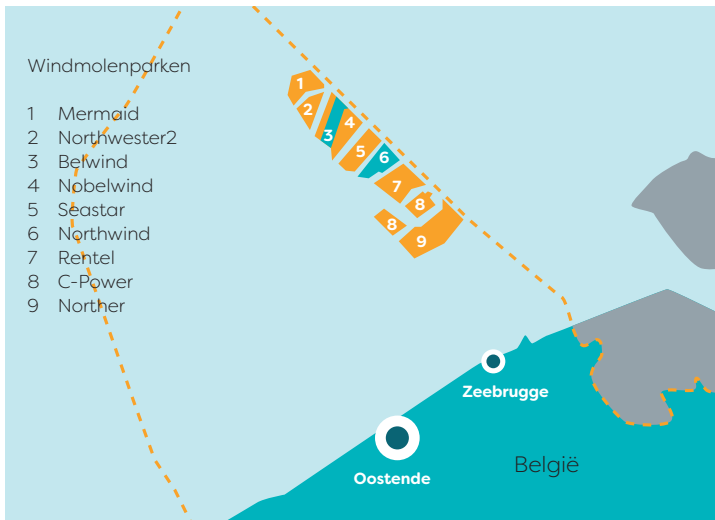 Windmolenparken
1 Mermaid
2 Northwester2
3 Belwind
4 Nobelwind
5 Seastar
6 Northwind
7 Rentel
8 C-Power
9 Norther
1
2
3
4
5
6
7
8
8
9
Zeebrugge
Oostende
België